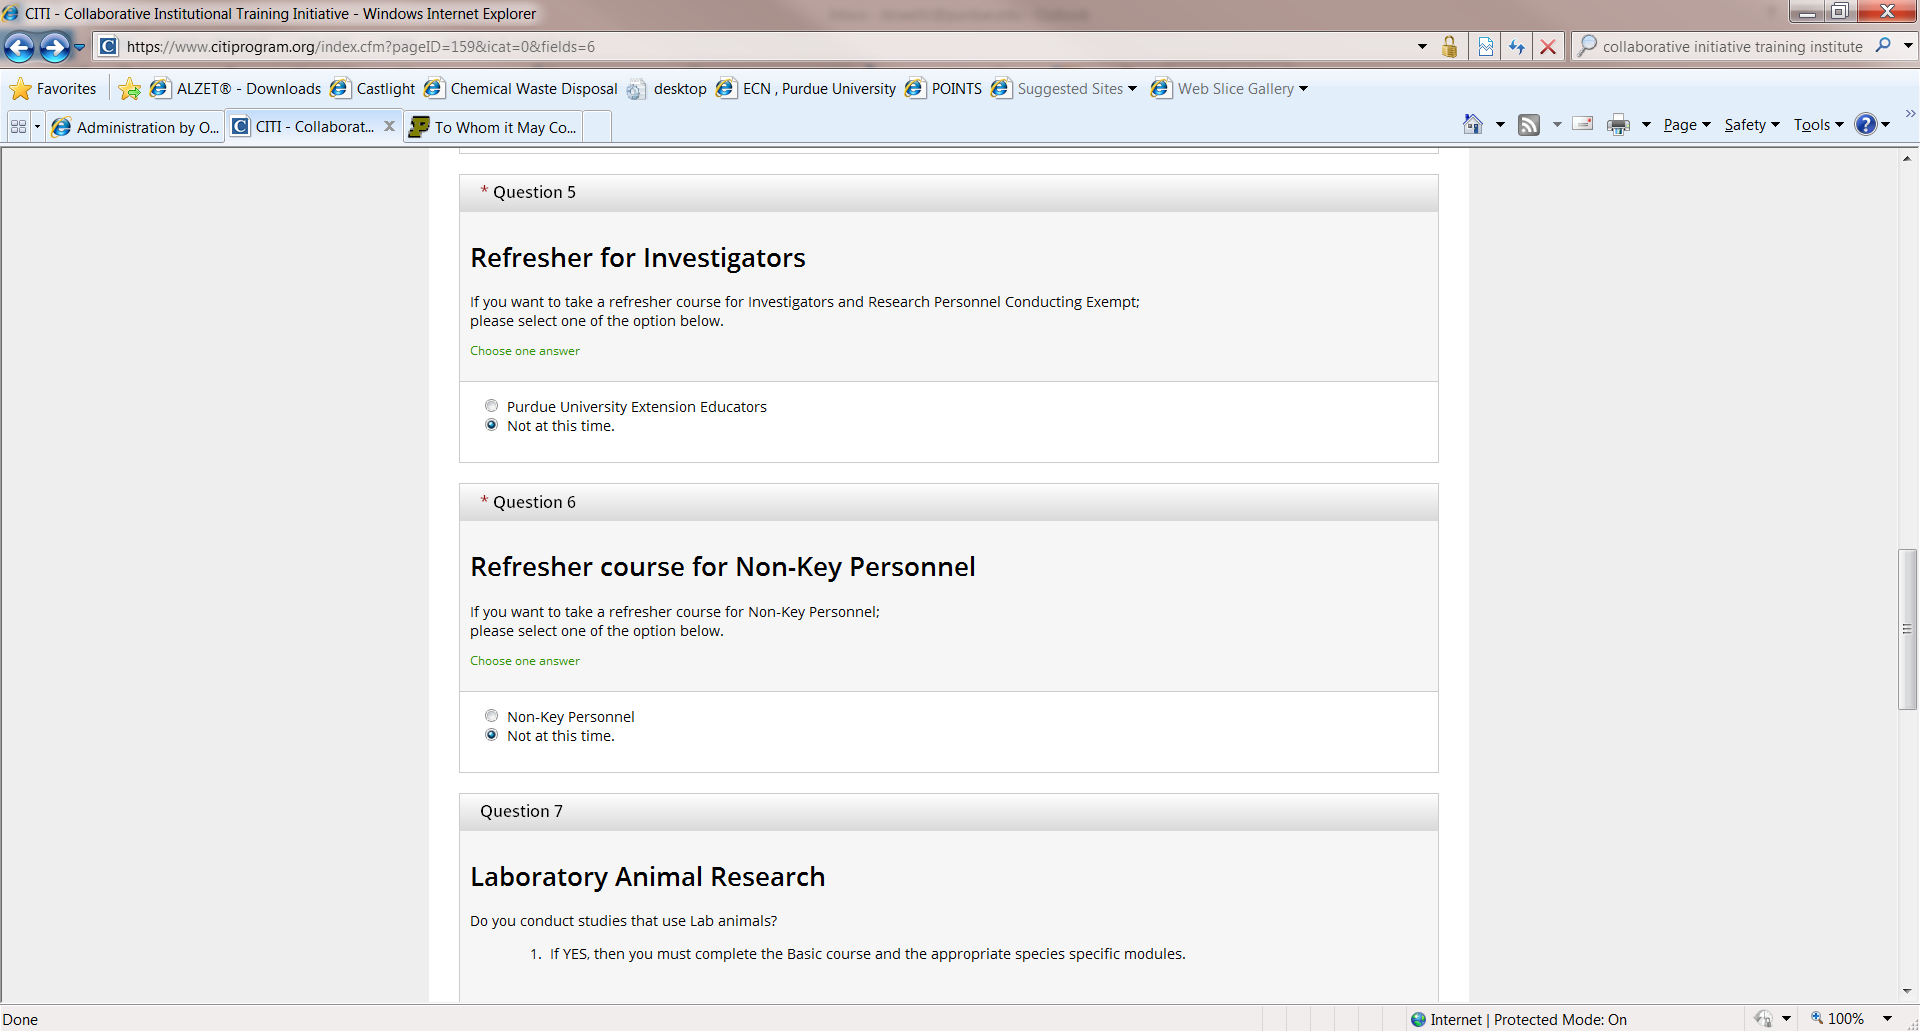 CITI - Collaborative Institutional Training Initiative - Windows Internet Explorer
https://www.citiprogram.org/index.cfm?pageID=159&icat=0&fields=6
collaborative initiative training institute
Favorites
ALZET® - Downloads
Castlight
Chemical Waste Disposal
desktop
ECN , Purdue University
POINTS
Suggested Sites
Web Slice Gallery
Administration by O...
CITI - Collaborat...
To Whom it May Co...
Page
Safety
Tools
* Question 5
Refresher for Investigators
If you want to take a refresher course for Investigators and Research Personnel Conducting Exempt;
please select one of the option below.
Choose one answer
Purdue University Extension Educators
Not at this time.
* Question 6
Refresher course for Non-Key Personnel
If you want to take a refresher course for Non-Key Personnel;
please select one of the option below.
Choose one answer
Non-Key Personnel
Not at this time.
Question 7
Laboratory Animal Research
Do you conduct studies that use Lab animals?
1. If YES, then you must complete the Basic course and the appropriate species specific modules.
Done
Internet | Protected Mode: On
100%